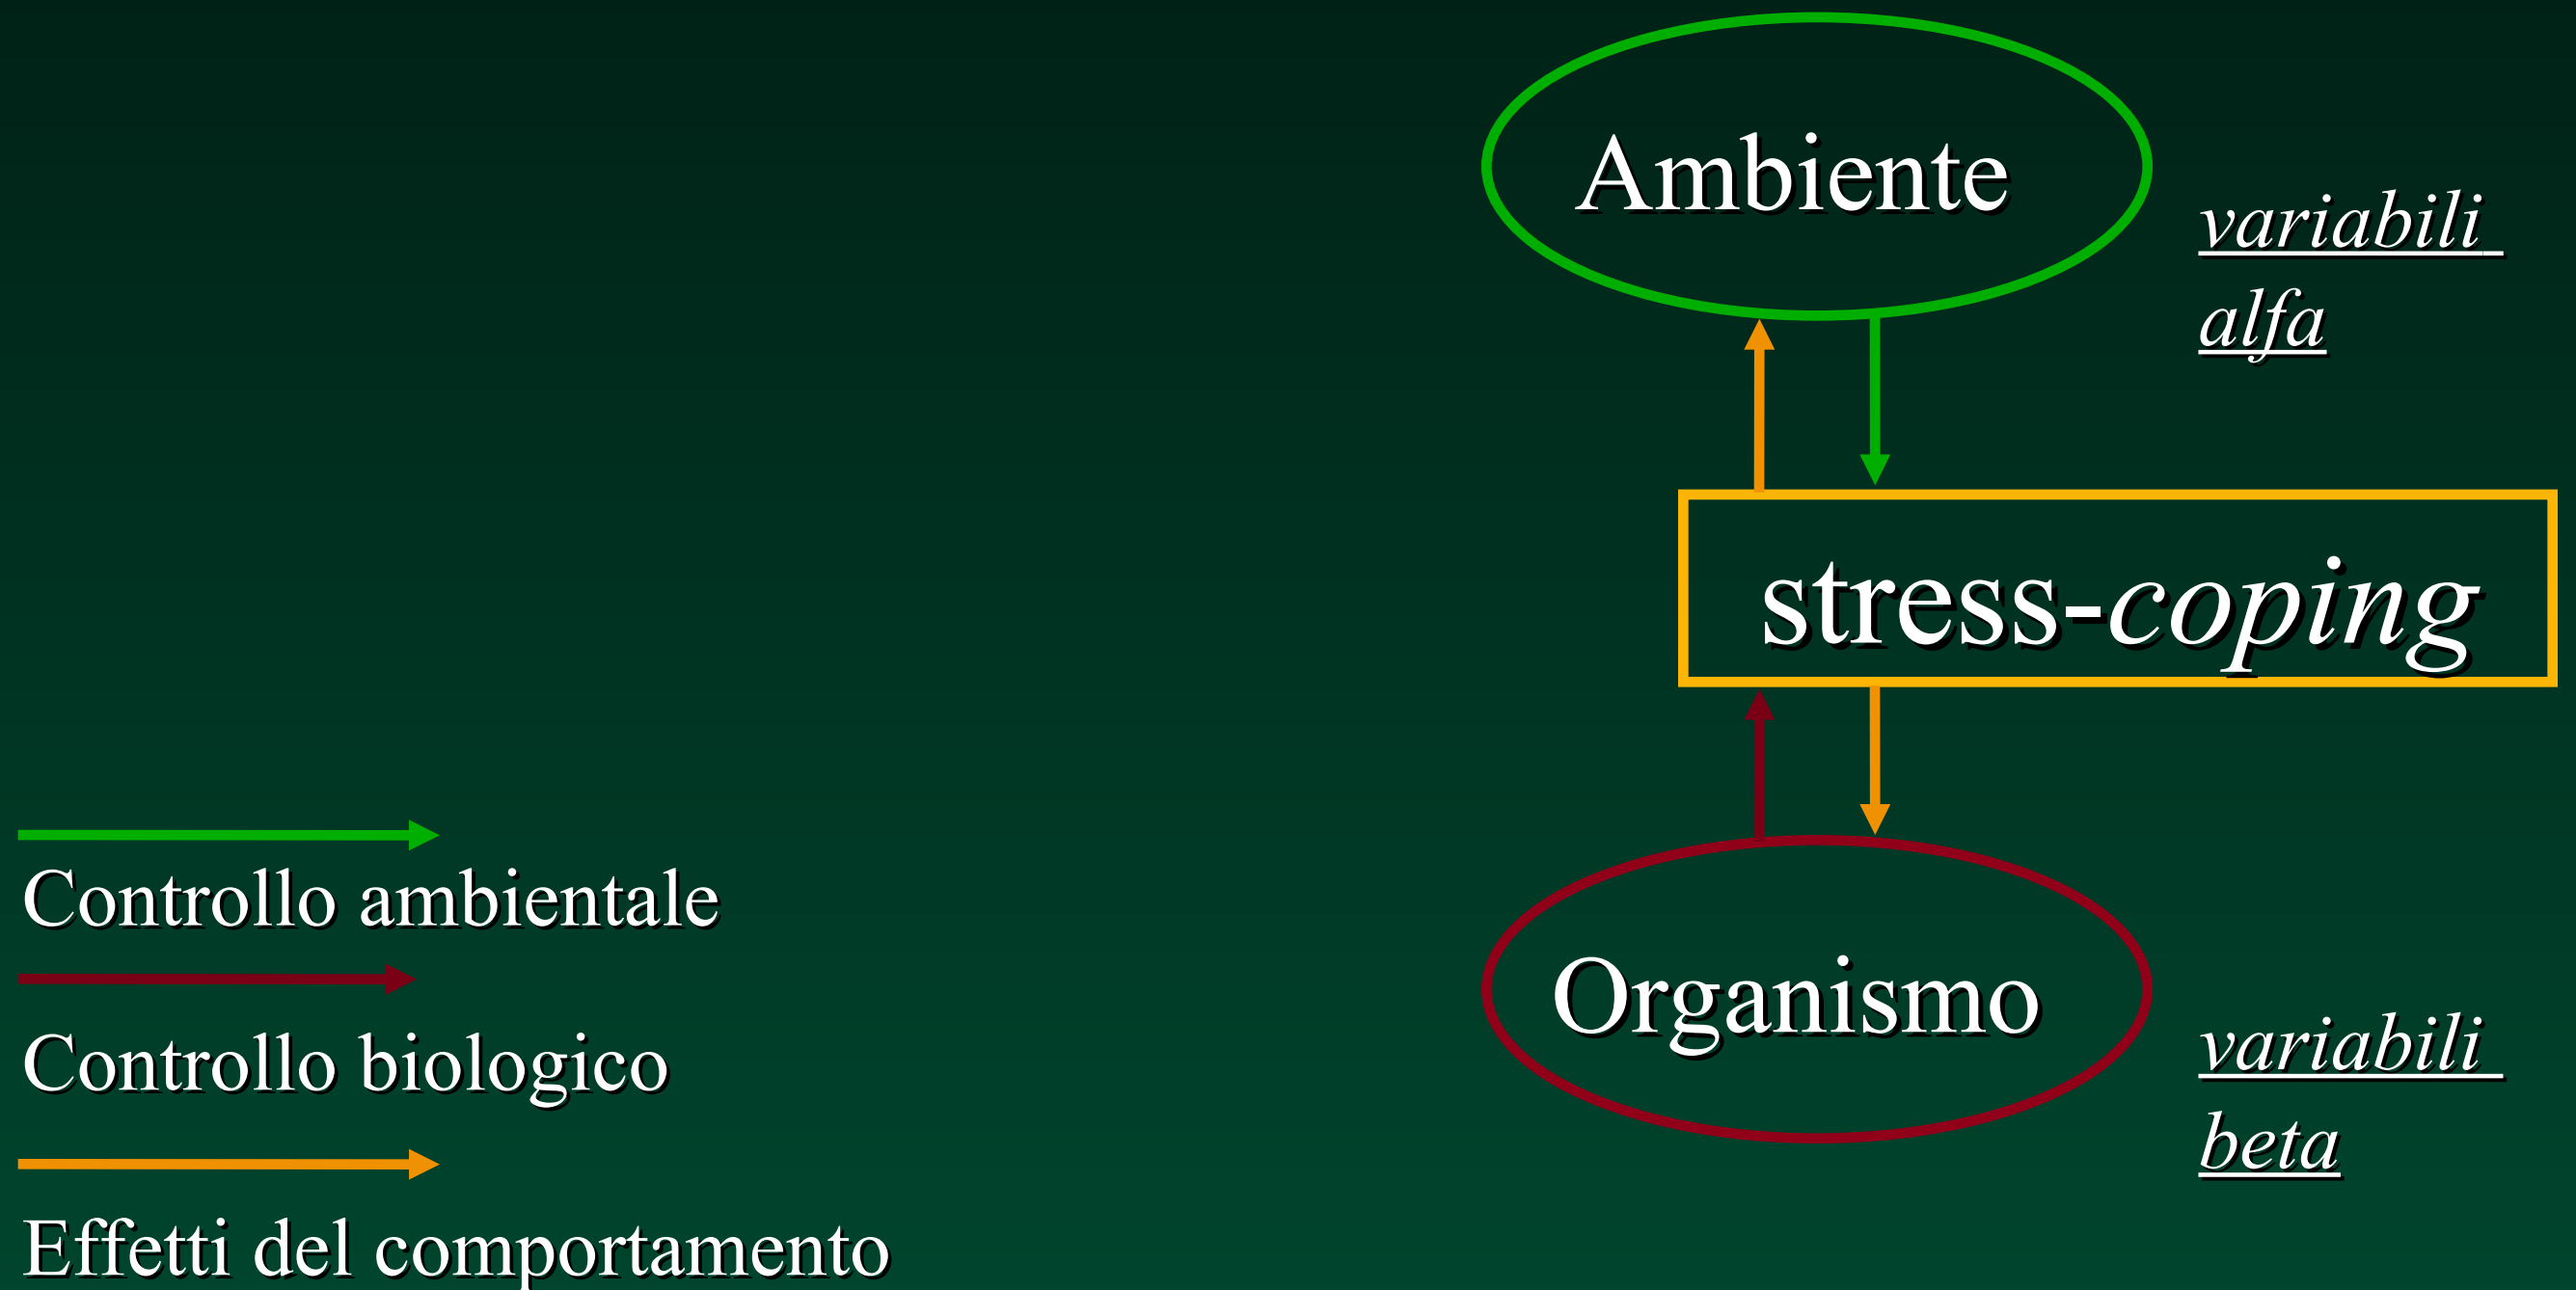 Ambiente
variabili
alfa
stress-coping
Controllo ambientale
Organismo
Controllo biologico
variabili
beta
Effetti del comportamento